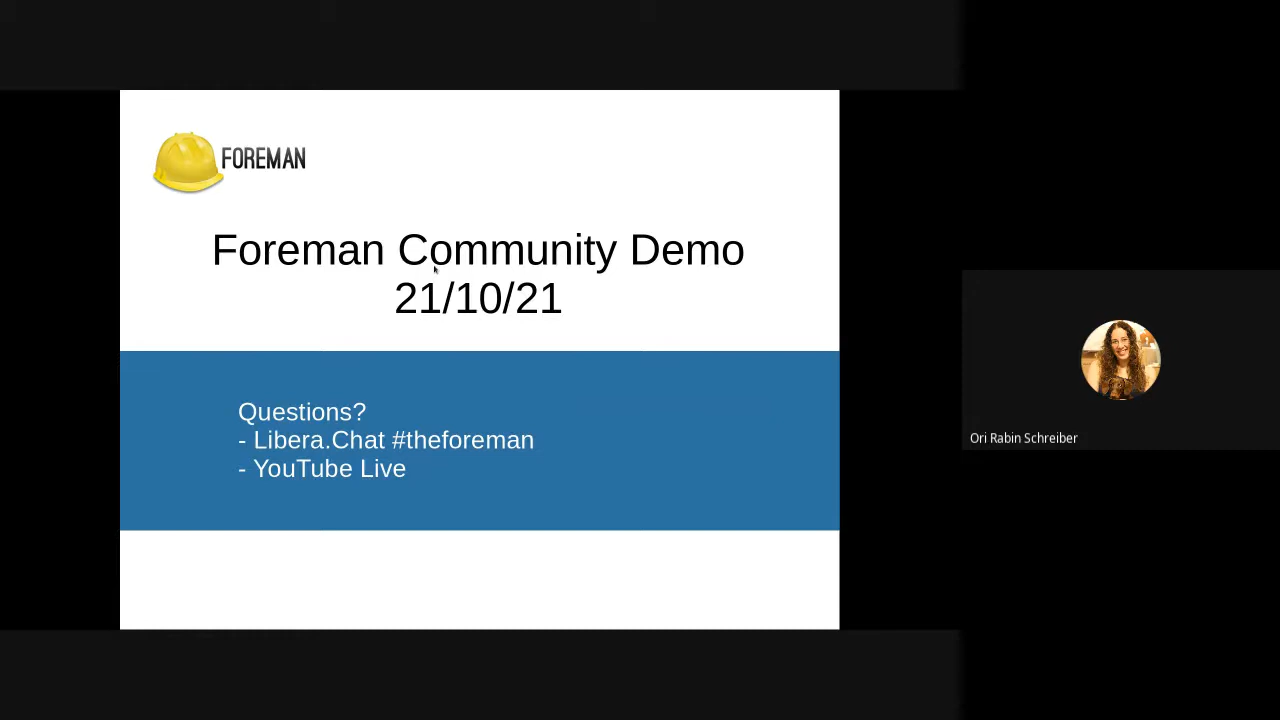 FOREMAN
Foreman Community Demo
21/10/21
Questions?
- Libera.Chat #theforeman
- YouTube Live
Ori Rabin Schreiber